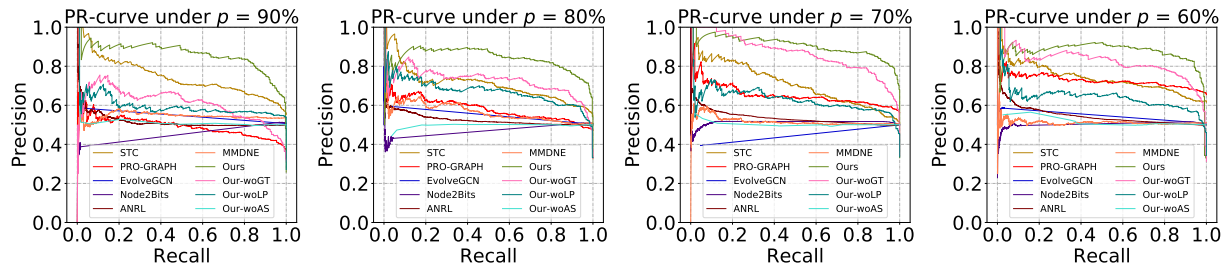 PR-curve under p = 90%
Precision
1.0
0.8
0.6
0.4
0.2
0.0
STC
PRO-GRAPH
EvolveGCN
Node2Bits
ANRL
MMDNE
Ours
Our-woGT
Our-woLP
Our-woAS
0.0 0.2 0.4 0.6 0.8 1.0
Recall
PR-curve under p = 80%
Precision
1.0
0.8
0.6
0.4
0.2
0.0
STC
PRO-GRAPH
EvolveGCN
Node2Bits
ANRL
MMDNE
Ours
Our-woGT
Our-woLP
Our-woAS
0.0 0.2 0.4 0.6 0.8 1.0
Recall
PR-curve under p = 70%
Precision
1.0
0.8
0.6
0.4
0.2
0.0
STC
PRO-GRAPH
EvolveGCN
Node2Bits
ANRL
MMDNE
Ours
Our-woGT
Our-woLP
Our-woAS
0.0 0.2 0.4 0.6 0.8 1.0
Recall
PR-curve under p = 60%
Precision
1.0
0.8
0.6
0.4
0.2
0.0
STC
PRO-GRAPH
EvolveGCN
Node2Bits
ANRL
MMDNE
Ours
Our-woGT
Our-woLP
Our-woAS
0.0 0.2 0.4 0.6 0.8 1.0
Recall